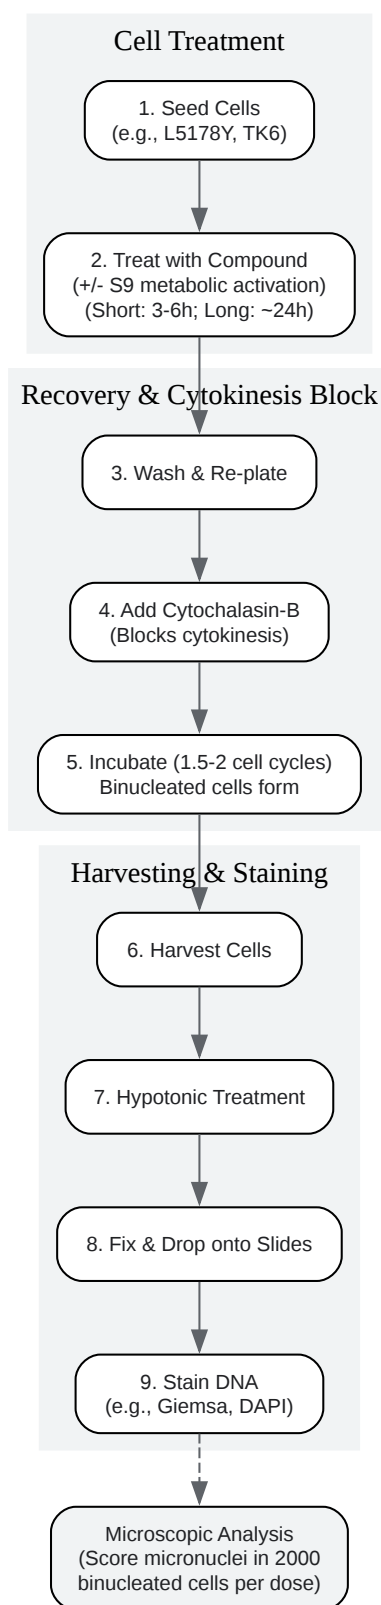 Cell Treatment
1. Seed Cells
(e.g., L5178Y, TK6)
2. Treat with Compound
(+/- S9 metabolic activation)
(Short: 3-6h; Long: ~24h)
Recovery & Cytokinesis Block
3. Wash & Re-plate
4. Add Cytochalasin-B
(Blocks cytokinesis)
5. Incubate (1.5-2 cell cycles)
Binucleated cells form
Harvesting & Staining
6. Harvest Cells
7. Hypotonic Treatment
8. Fix & Drop onto Slides
9. Stain DNA
(e.g., Giemsa, DAPI)
Microscopic Analysis
(Score micronuclei in 2000
binucleated cells per dose)